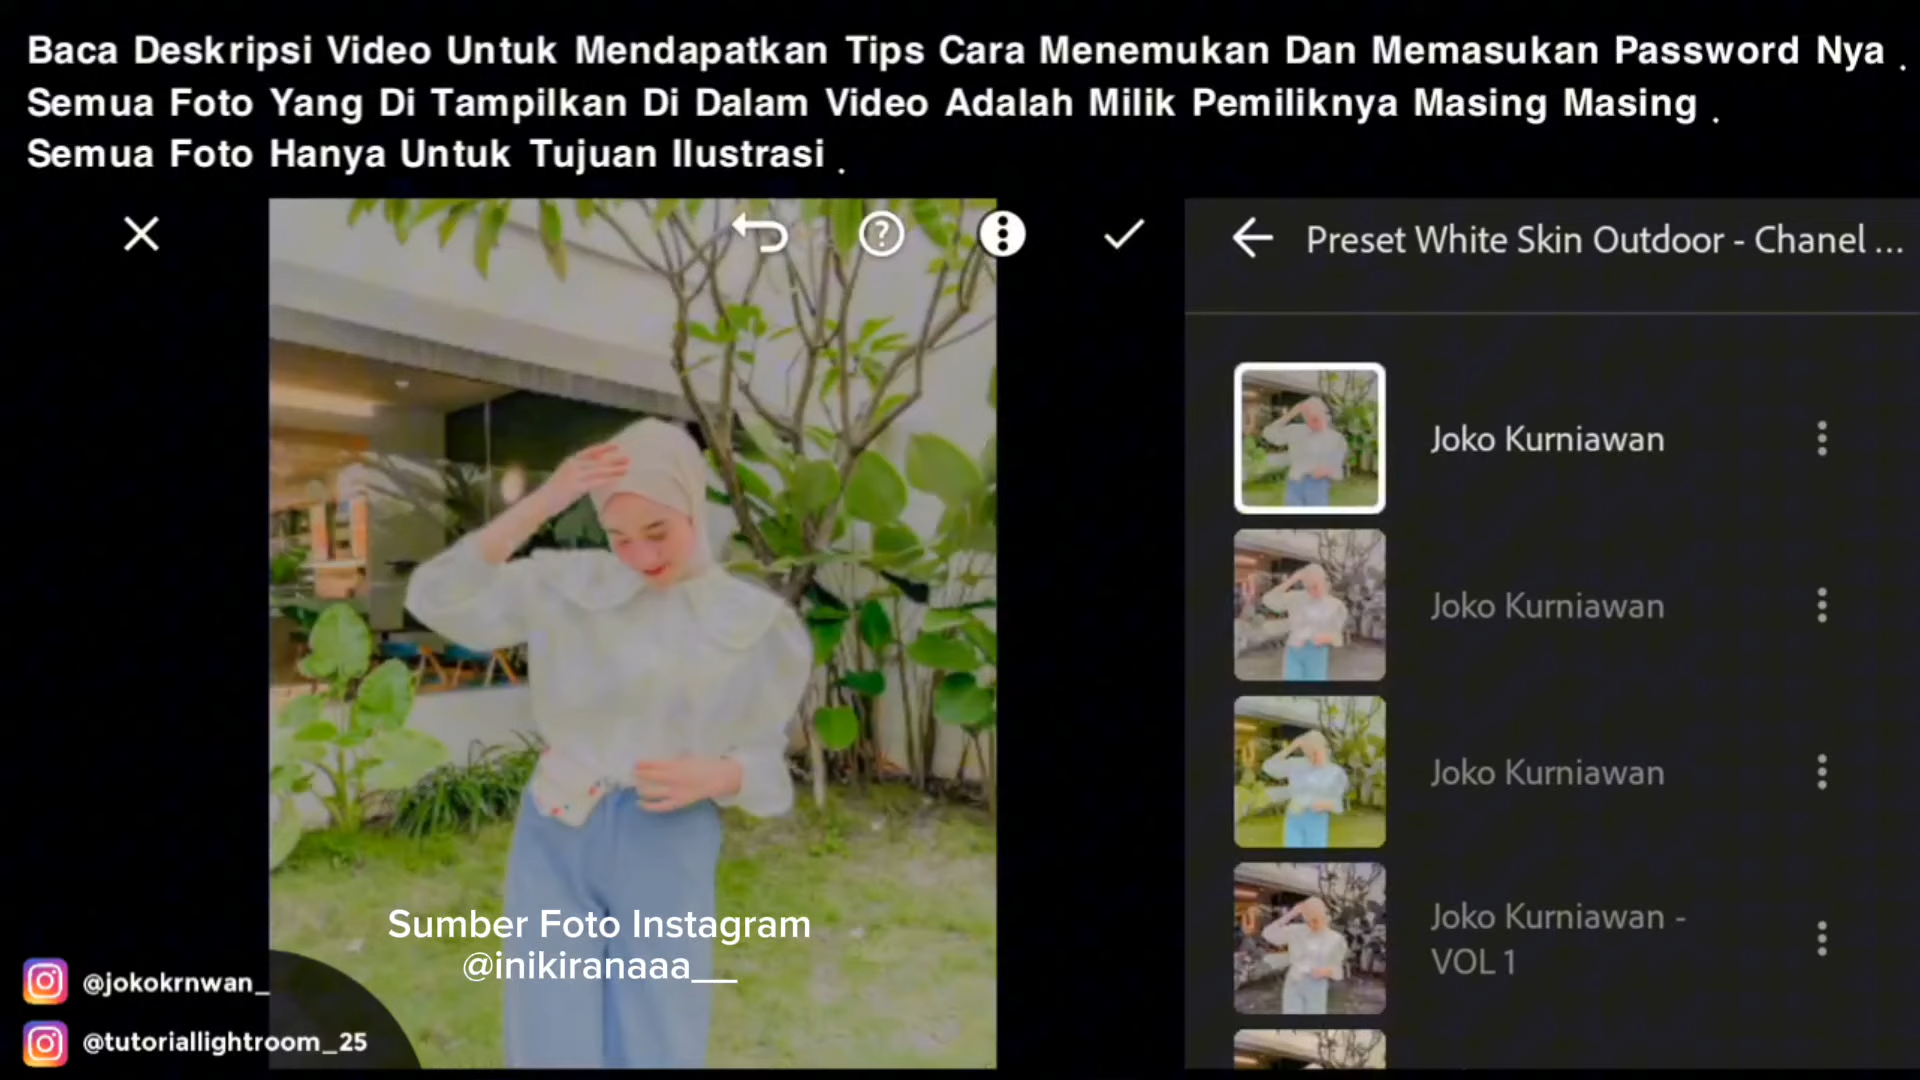 Baca Deskripsi Video Untuk Mendapatkan Tips Cara Menemukan Dan Memasukan Password Nya .
Semua Foto Yang Di Tampilkan Di Dalam Video Adalah Milik Pemiliknya Masing Masing .
Semua Foto Hanya Untuk Tujuan Ilustrasi .
Preset White Skin Outdoor - Chanel ...
Joko Kurniawan
Joko Kurniawan
Joko Kurniawan
Joko Kurniawan -
VOL 1
Sumber Foto Instagram
@inikiranaaa__
@jokokrnwan_
@tutoriallightroom_25